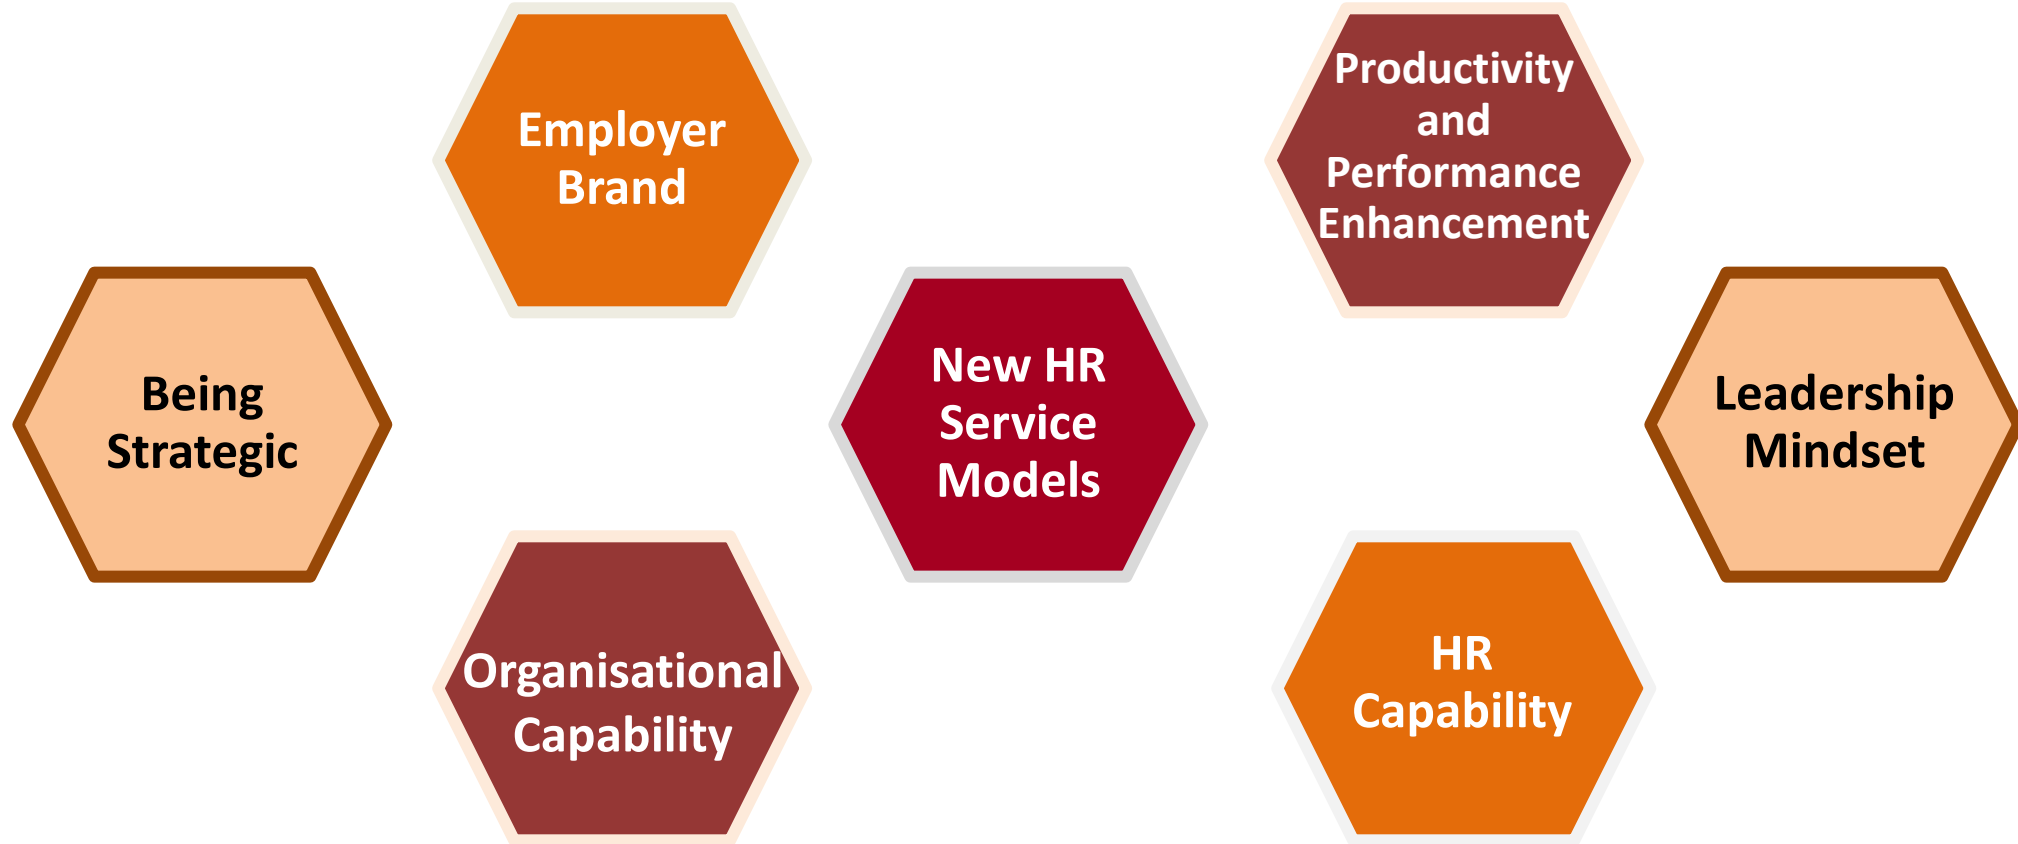 Employer
Brand
Productivity
and
Performance
Enhancement
Being
Strategic
New HR
Service
Models
Leadership
Mindset
Organisational
Capability
HR
Capability